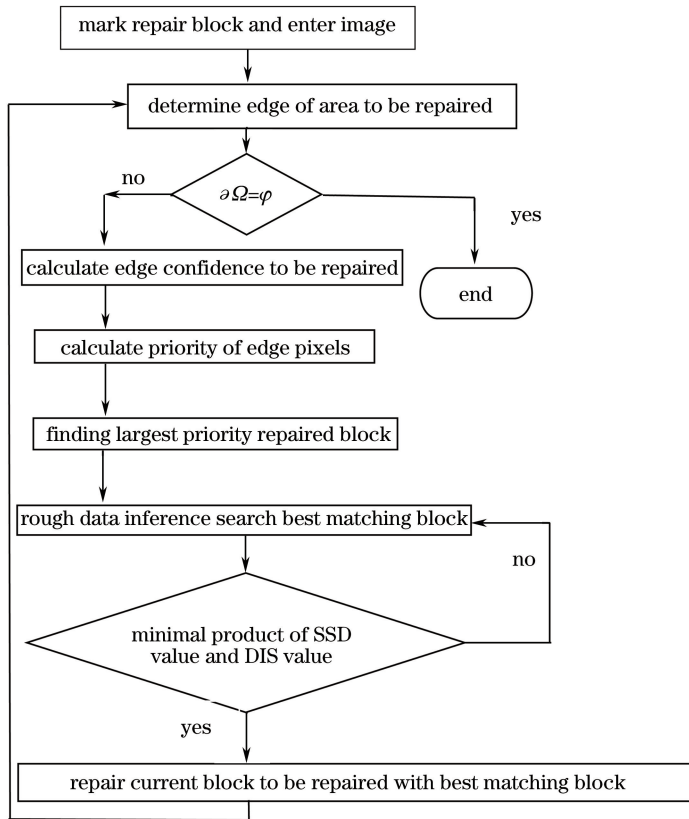 mark repair block and enter image
determine edge of area to be repaired
no
∂Ω=φ
yes
calculate edge confidence to be repaired
end
calculate priority of edge pixels
finding largest priority repaired block
rough data inference search best matching block
no
minimal product of SSD
value and DIS value
yes
repair current block to be repaired with best matching block